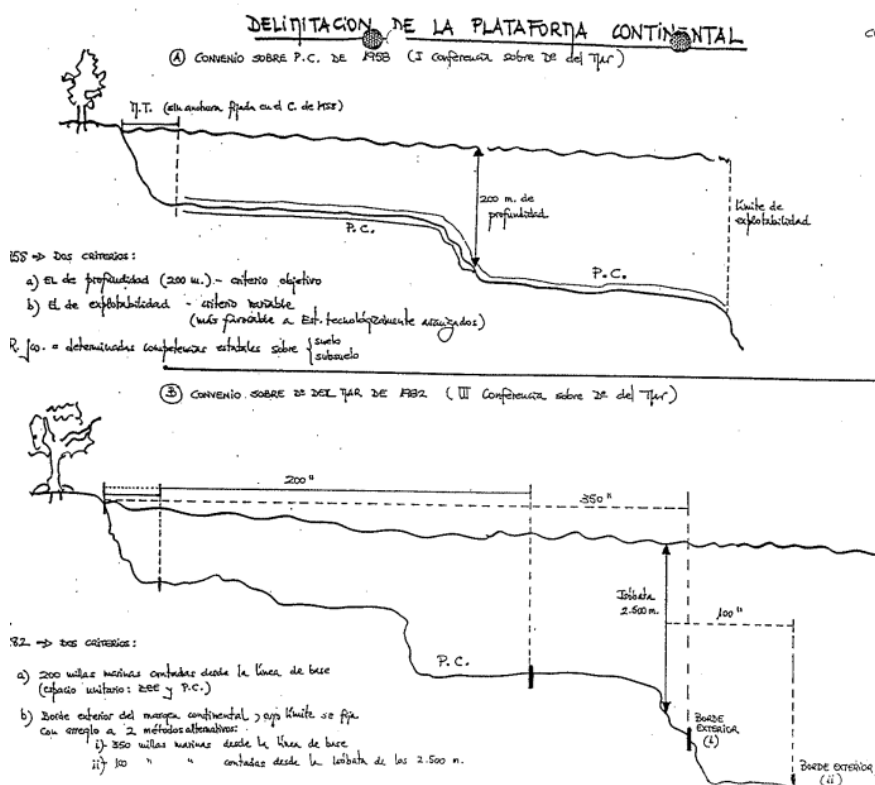 DELIMITACION DE LA PLATAFORMA CONTINENTAL
A CONVENIO SOBRE P.C. DE 1958 (I Conferencia sobre Dº del Mar)
M.T. (sin anchura fijada en el C. de 1958)
200 m. de
profundidad
Límite de
explotabilidad
P.C.
P.C.
958 => DOS CRITERIOS:
a) El de profundidad (200 m.) - criterio objetivo
b) El de explotabilidad - criterio variable
(más favorable a Est. tecnológicamente avanzados)
R. Jco. = determinadas competencias estatales sobre { suelo
subsuelo
B CONVENIO SOBRE Dº DEL MAR DE 1982 (III Conferencia sobre Dº del Mar)
200"
350"
Isóbata
2.500 m.
100"
P.C.
982 => DOS CRITERIOS:
a) 200 millas marinas contadas desde la línea de base
(espacio unitario: ZEE y P.C.)
b) Borde exterior del margen continental, cuyo límite se fija
con arreglo a 2 métodos alternativos:
i) 350 millas marinas desde la línea de base
ii) 100 " " contadas desde la isóbata de los 2.500 m.
BORDE
EXTERIOR
(i)
BORDE EXTERIOR
(ii)